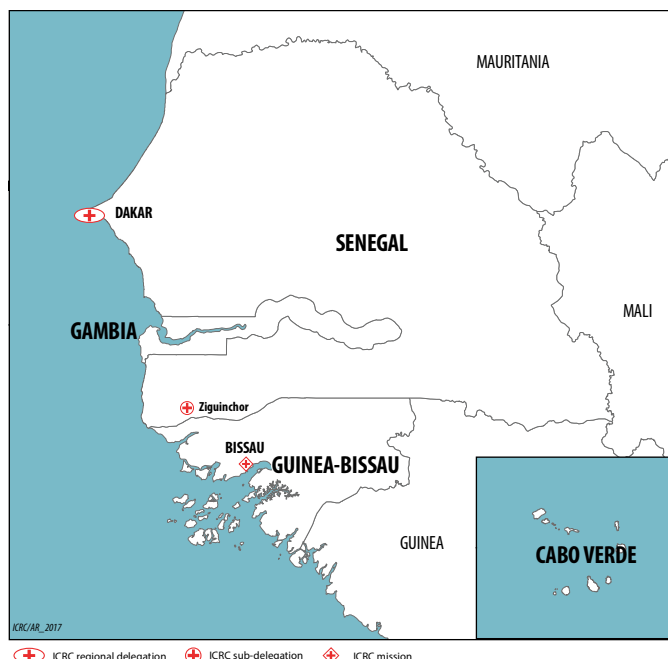 MAURITANIA
DAKAR
SENEGAL
MALI
GAMBIA
Ziguinchor
BISSAU
GUINEA-BISSAU
GUINEA
CABO VERDE
ICRC/AR_2017
ICRC regional delegation ICRC sub-delegation ICRC mission